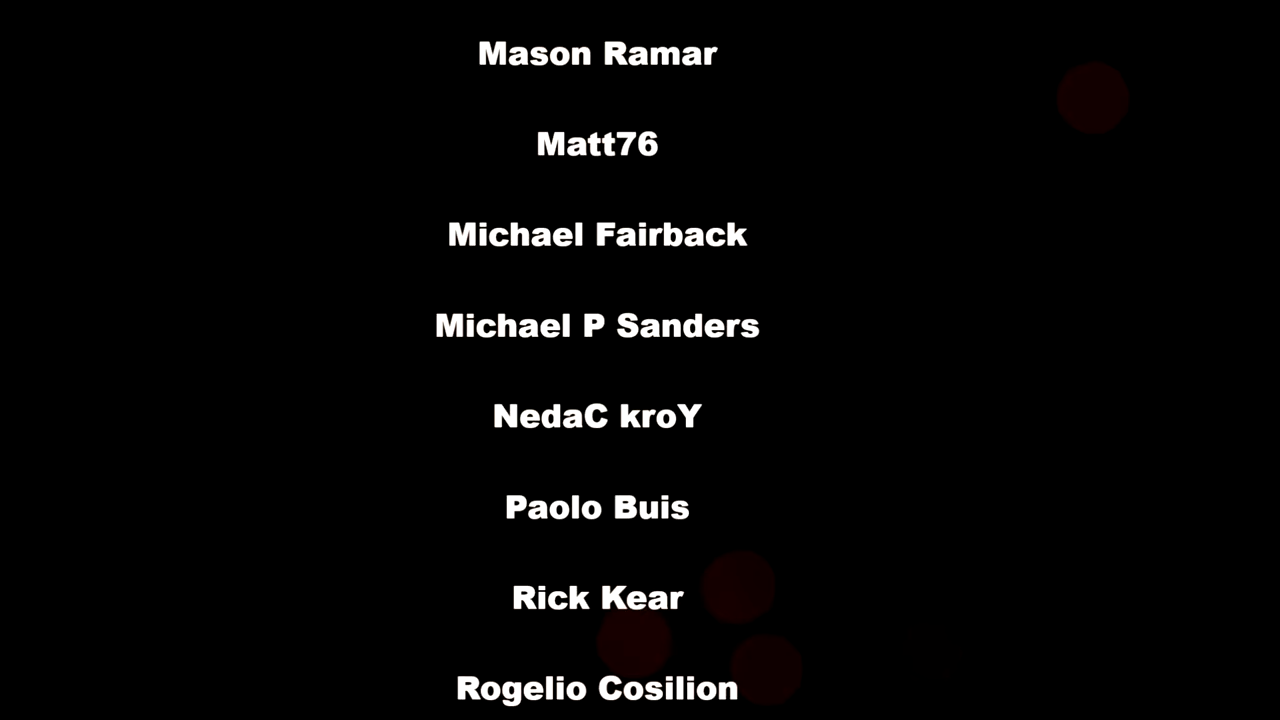 Mason Ramar
Matt76
Michael Fairback
Michael P Sanders
NedaC kroY
Paolo Buis
Rick Kear
Rogelio Cosilion